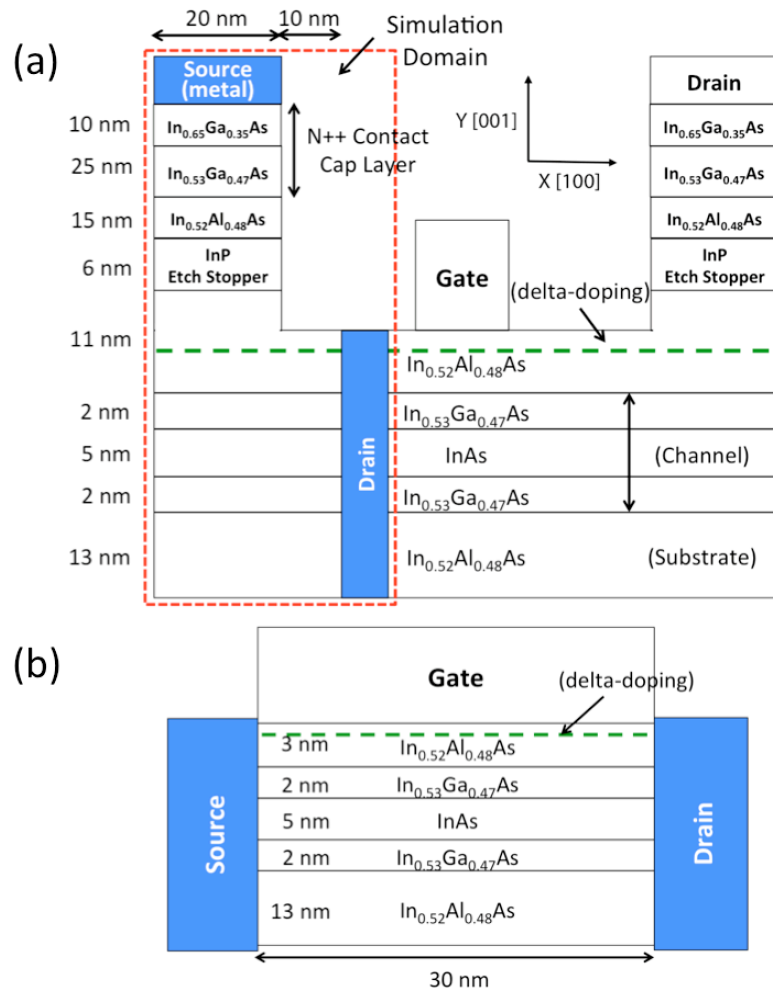 20 nm
10 nm
Simulation
Domain
(a)
Source
(metal)
Drain
10 nm
In0.65Ga0.35As
N++ Contact
Cap Layer
Y [001]
X [100]
In0.65Ga0.35As
25 nm
In0.53Ga0.47As
In0.53Ga0.47As
15 nm
In0.52Al0.48As
In0.52Al0.48As
6 nm
InP
Etch Stopper
Gate
InP
Etch Stopper
(delta-doping)
11 nm
In0.52Al0.48As
2 nm
In0.53Ga0.47As
5 nm
InAs
(Channel)
Drain
2 nm
In0.53Ga0.47As
13 nm
In0.52Al0.48As
(Substrate)
(b)
Gate
(delta-doping)
3 nm
In0.52Al0.48As
2 nm
In0.53Ga0.47As
5 nm
InAs
Source
Drain
2 nm
In0.53Ga0.47As
13 nm
In0.52Al0.48As
30 nm